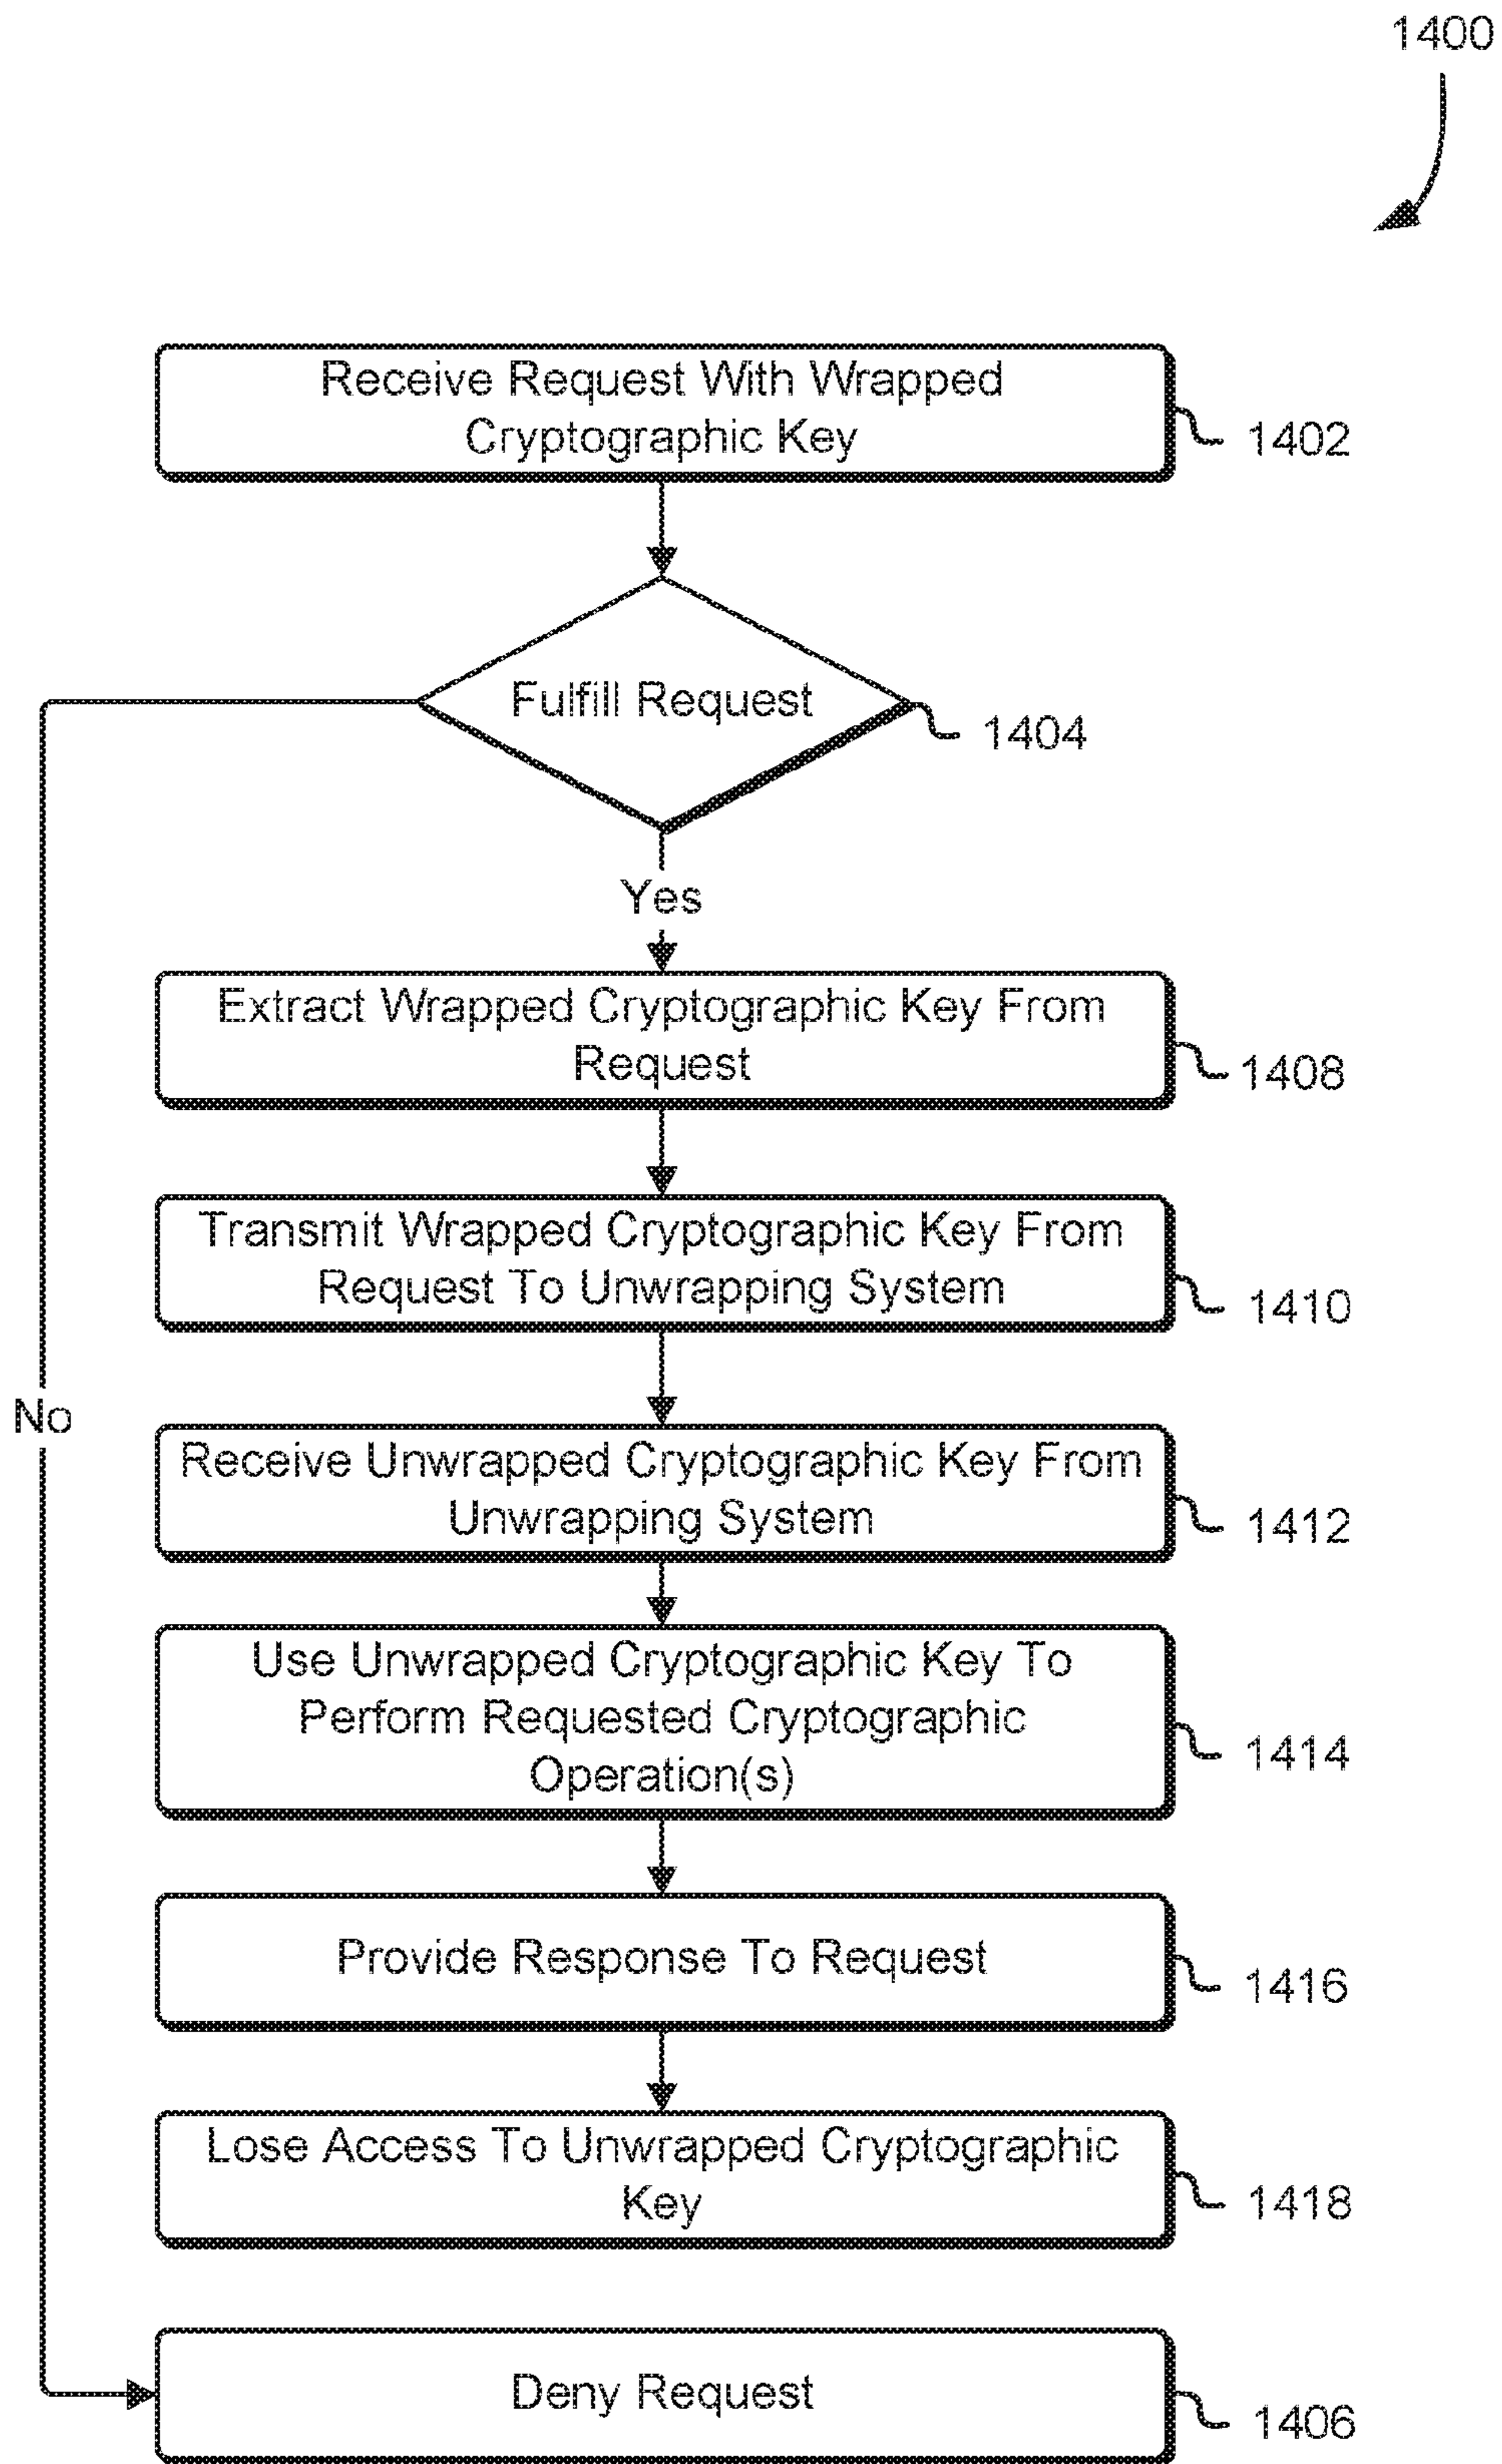 1400
Receive Request With Wrapped
Cryptographic Key
1402
Fulfill Request
1404
Yes
Extract Wrapped Cryptographic Key From
Request
1408
Transmit Wrapped Cryptographic Key From
Request To Unwrapping System
1410
No
Receive Unwrapped Cryptographic Key From
Unwrapping System
1412
Use Unwrapped Cryptographic Key To
Perform Requested Cryptographic
Operation(s)
1414
Provide Response To Request
1416
Lose Access To Unwrapped Cryptographic
Key
1418
Deny Request
1406